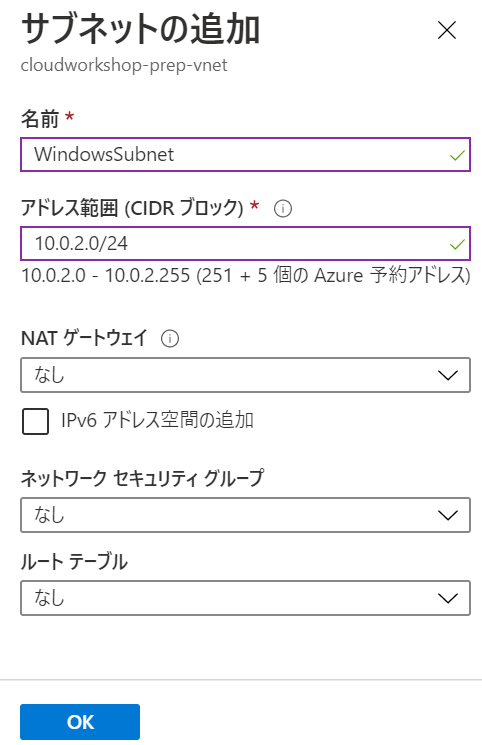 サブネットの追加
cloudworkshop-prep-vnet
名前 *
WindowsSubnet
アドレス範囲 (CIDR ブロック) *
10.0.2.0/24
10.0.2.0 - 10.0.2.255 (251 + 5 個の Azure 予約アドレス)
NAT ゲートウェイ
なし
IPv6 アドレス空間の追加
ネットワーク セキュリティ グループ
なし
ルート テーブル
なし
OK